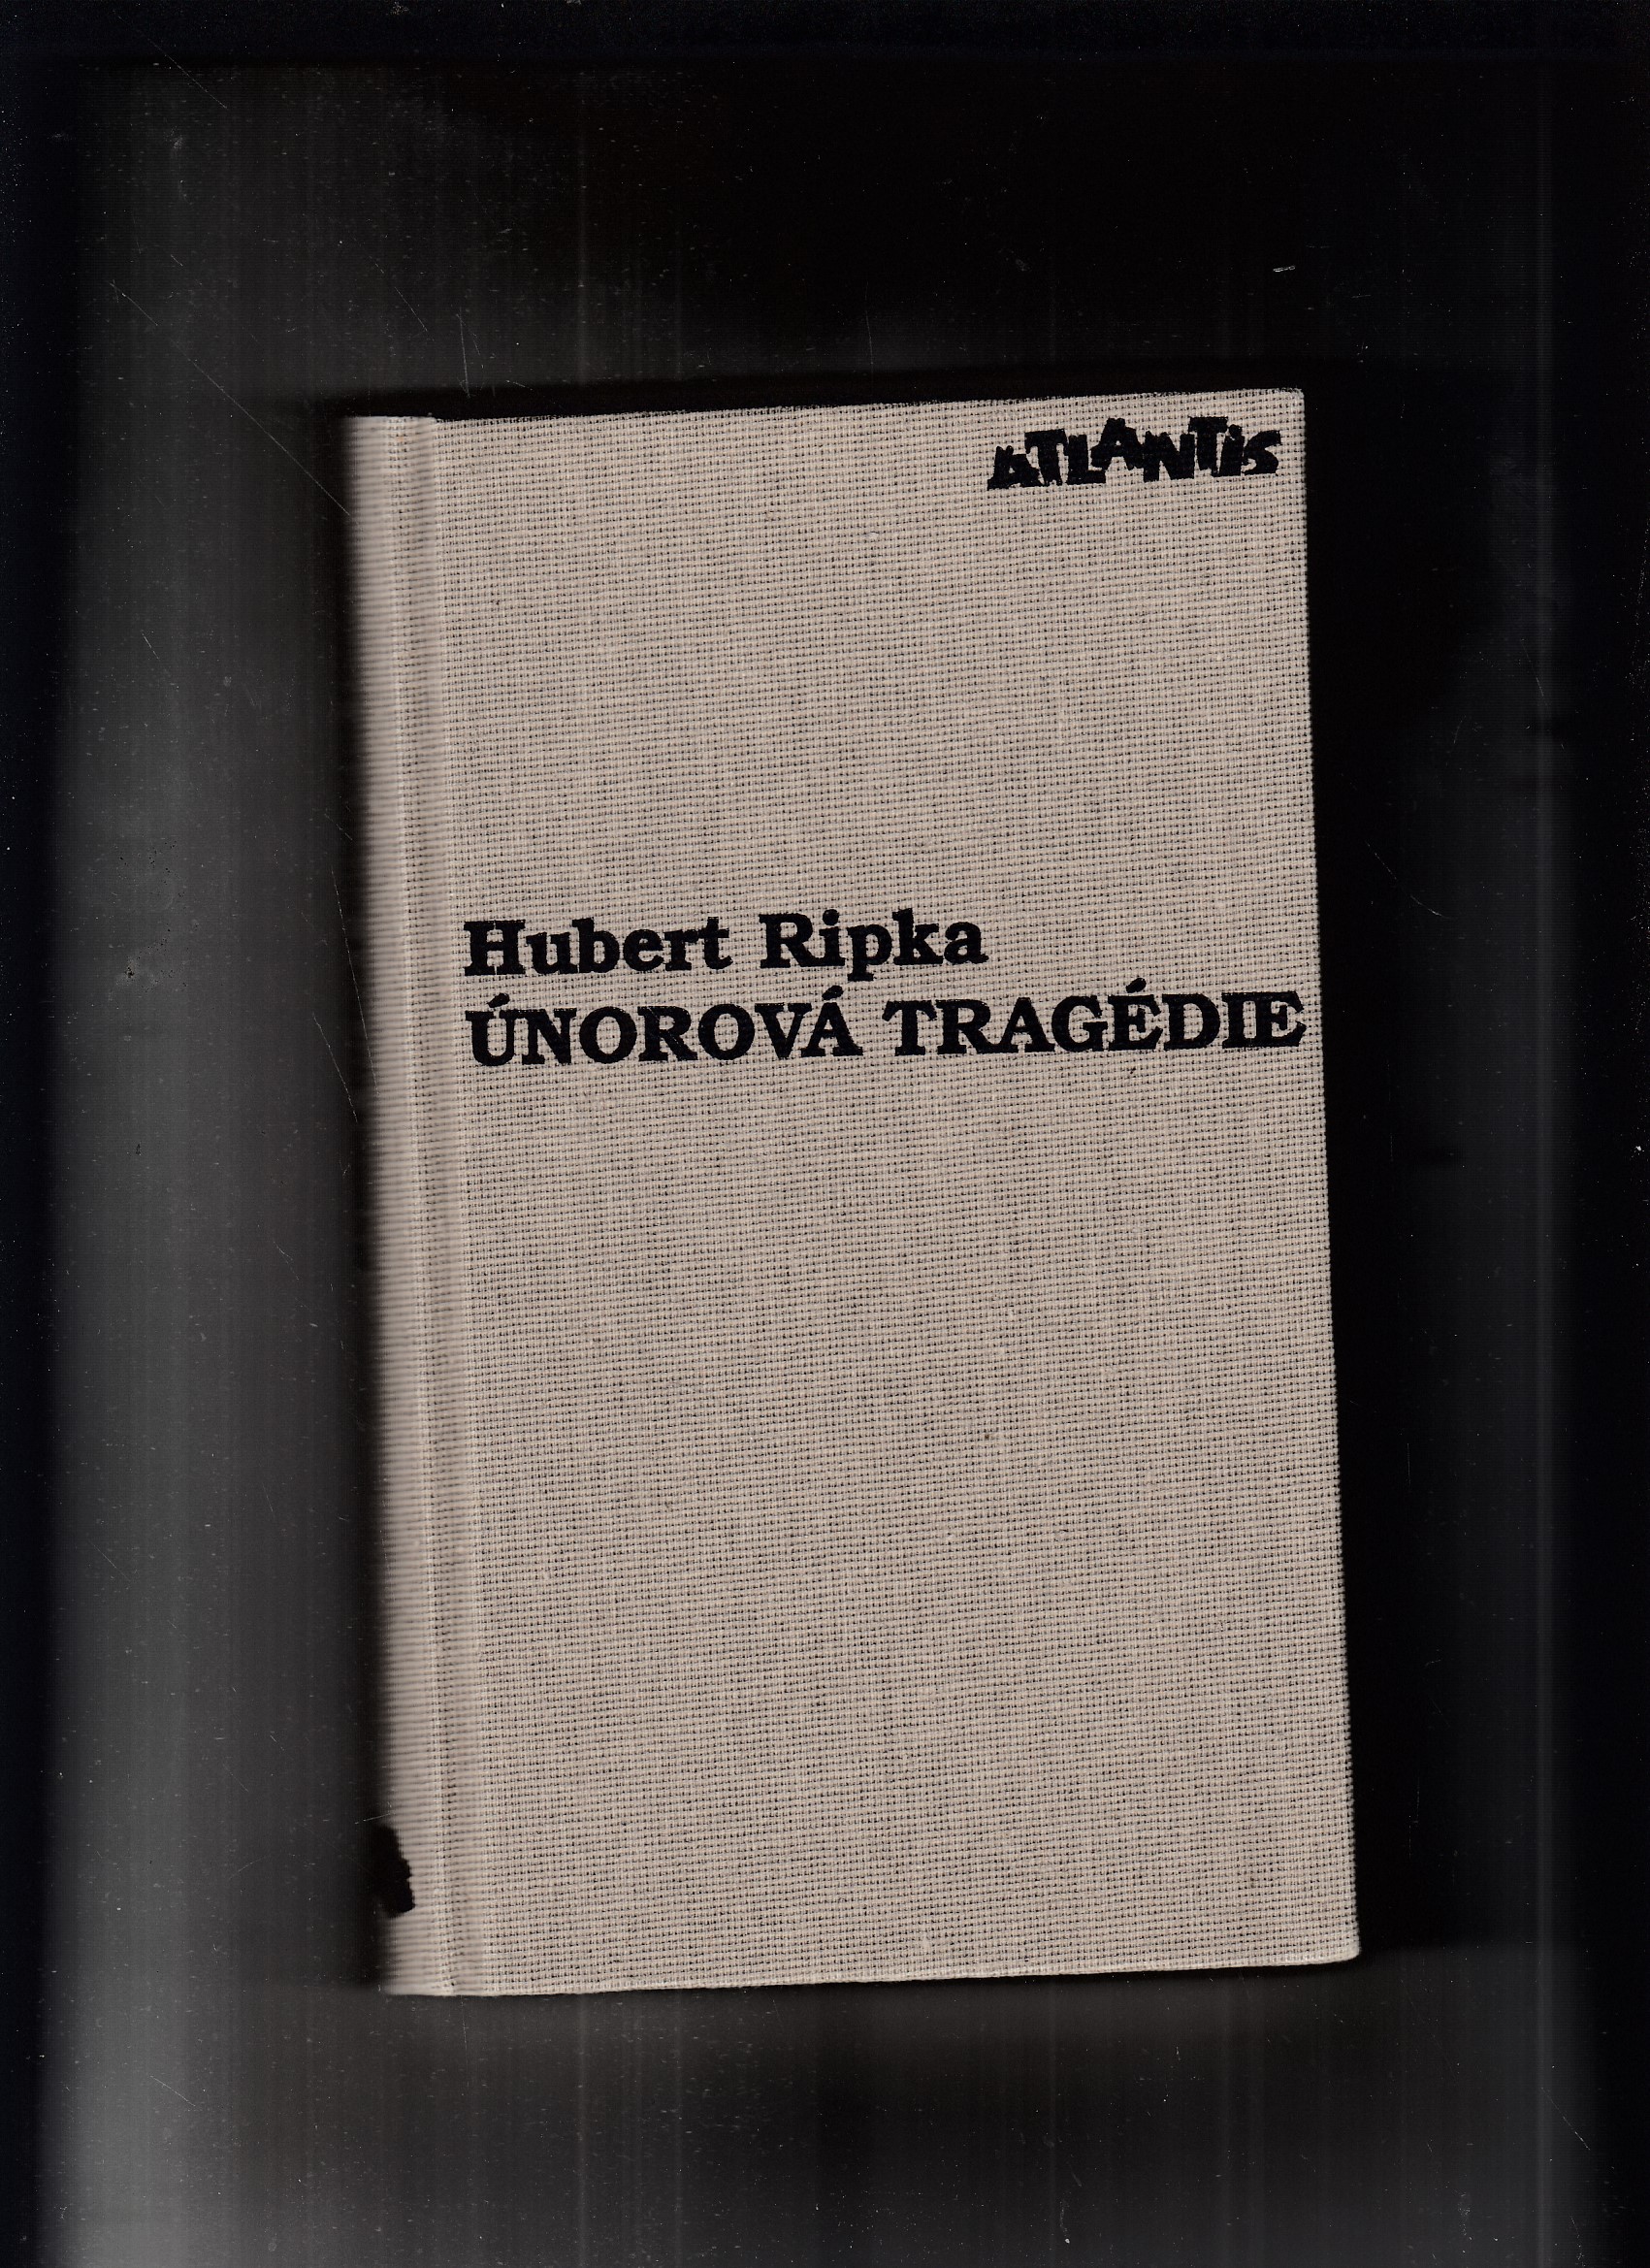 ATLANTiS
Hubert Ripka
ÚNOROVÁ TRAGÉDIE